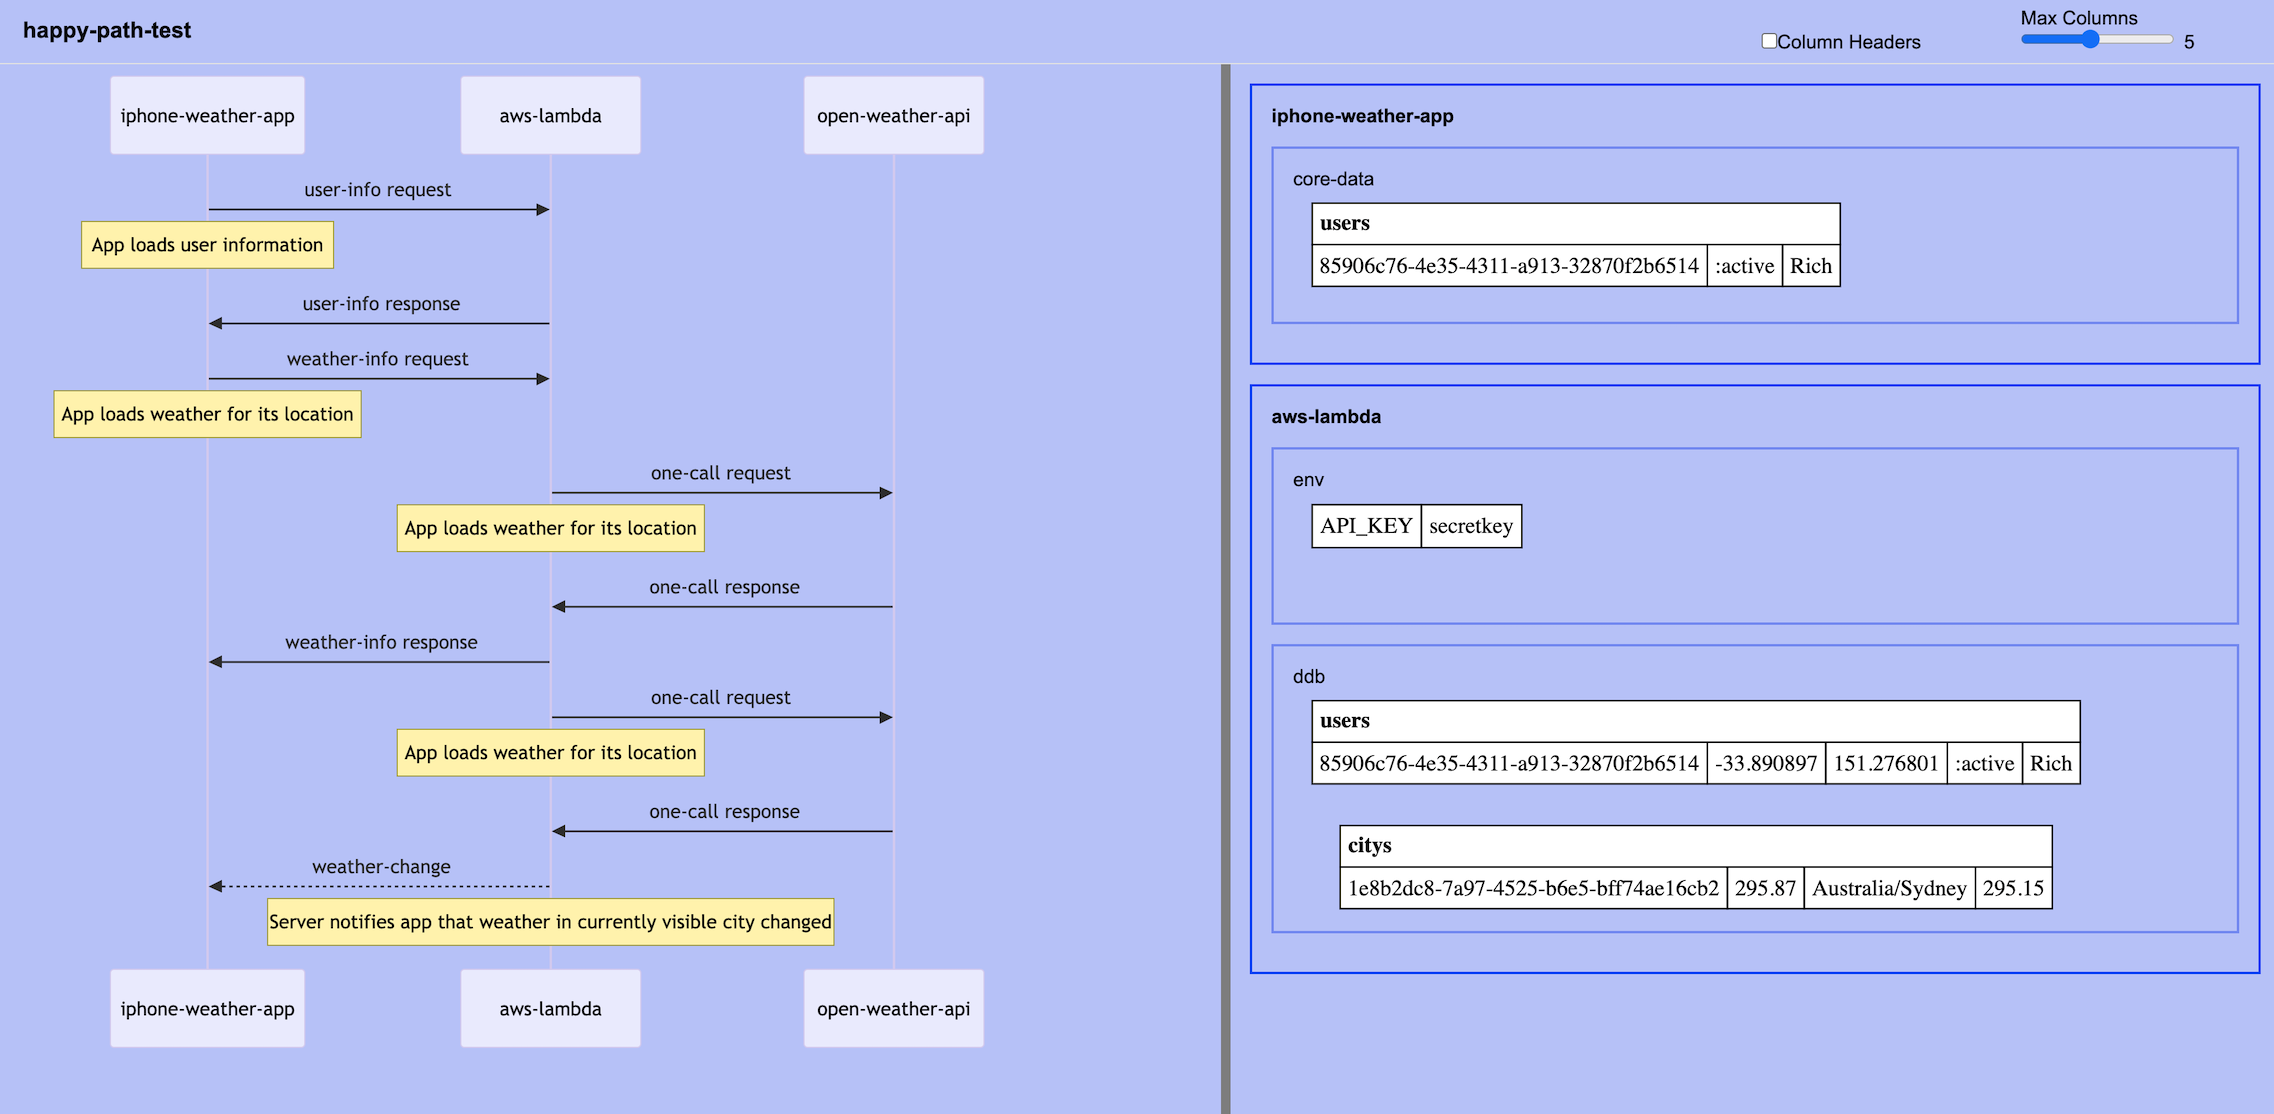 happy-path-test
Column Headers
Max Columns
5
iphone-weather-app
aws-lambda
open-weather-api
user-info request
App loads user information
user-info response
weather-info request
App loads weather for its location
one-call request
App loads weather for its location
one-call response
weather-info response
one-call request
App loads weather for its location
one-call response
weather-change
Server notifies app that weather in currently visible city changed
iphone-weather-app
aws-lambda
open-weather-api
iphone-weather-app
core-data
users
85906c76-4e35-4311-a913-32870f2b6514 :active Rich
aws-lambda
env
API_KEY secretkey
ddb
users
85906c76-4e35-4311-a913-32870f2b6514 -33.890897 151.276801 :active Rich
citys
1e8b2dc8-7a97-4525-b6e5-bff74ae16cb2 295.87 Australia/Sydney 295.15